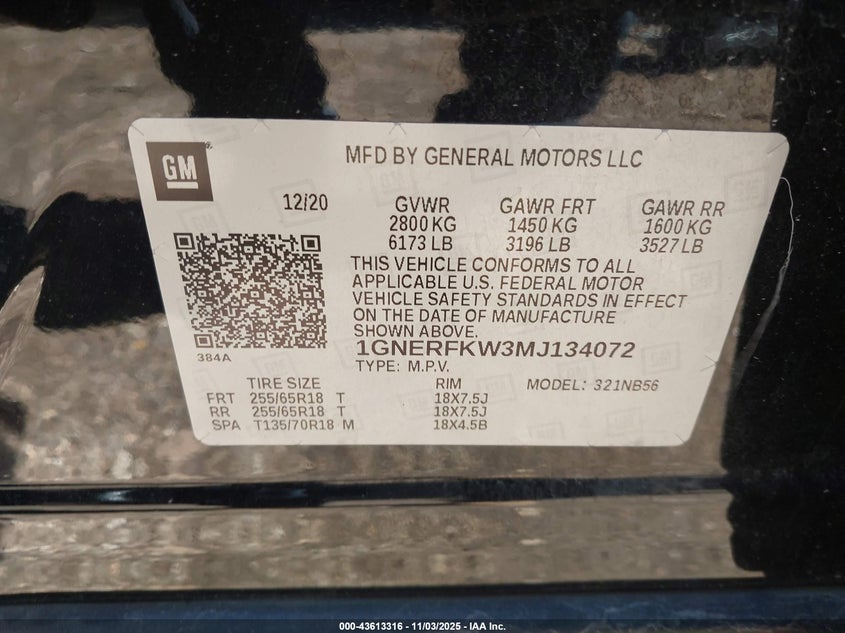 GM
MFD BY GENERAL MOTORS LLC
12/20 GVWR GAWR FRT GAWR RR
2800 KG 1450 KG 1600 KG
6173 LB 3196 LB 3527 LB
THIS VEHICLE CONFORMS TO ALL
APPLICABLE U.S. FEDERAL MOTOR
VEHICLE SAFETY STANDARDS IN EFFECT
ON THE DATE OF MANUFACTURE
SHOWN ABOVE.
384A
1GNERFKW3MJ134072
TYPE: M.P.V.
TIRE SIZE RIM MODEL: 321NB56
FRT 255/65R18 T 18X7.5J
RR 255/65R18 T 18X7.5J
SPA T135/70R18 M 18X4.5B
000-43613316 - 11/03/2025 - IAA Inc.